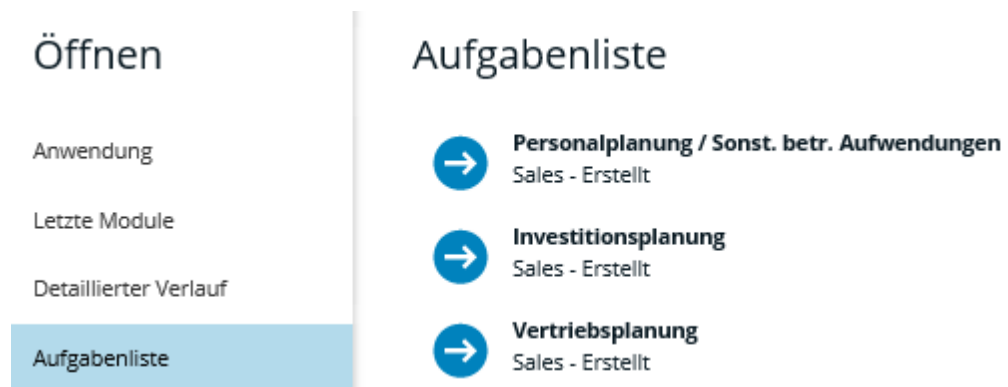 Öffnen
Anwendung
Letzte Module
Detaillierter Verlauf
Aufgabenliste
Aufgabenliste
Personalplanung / Sonst. betr. Aufwendungen
Sales - Erstellt
Investitionsplanung
Sales - Erstellt
Vertriebsplanung
Sales - Erstellt